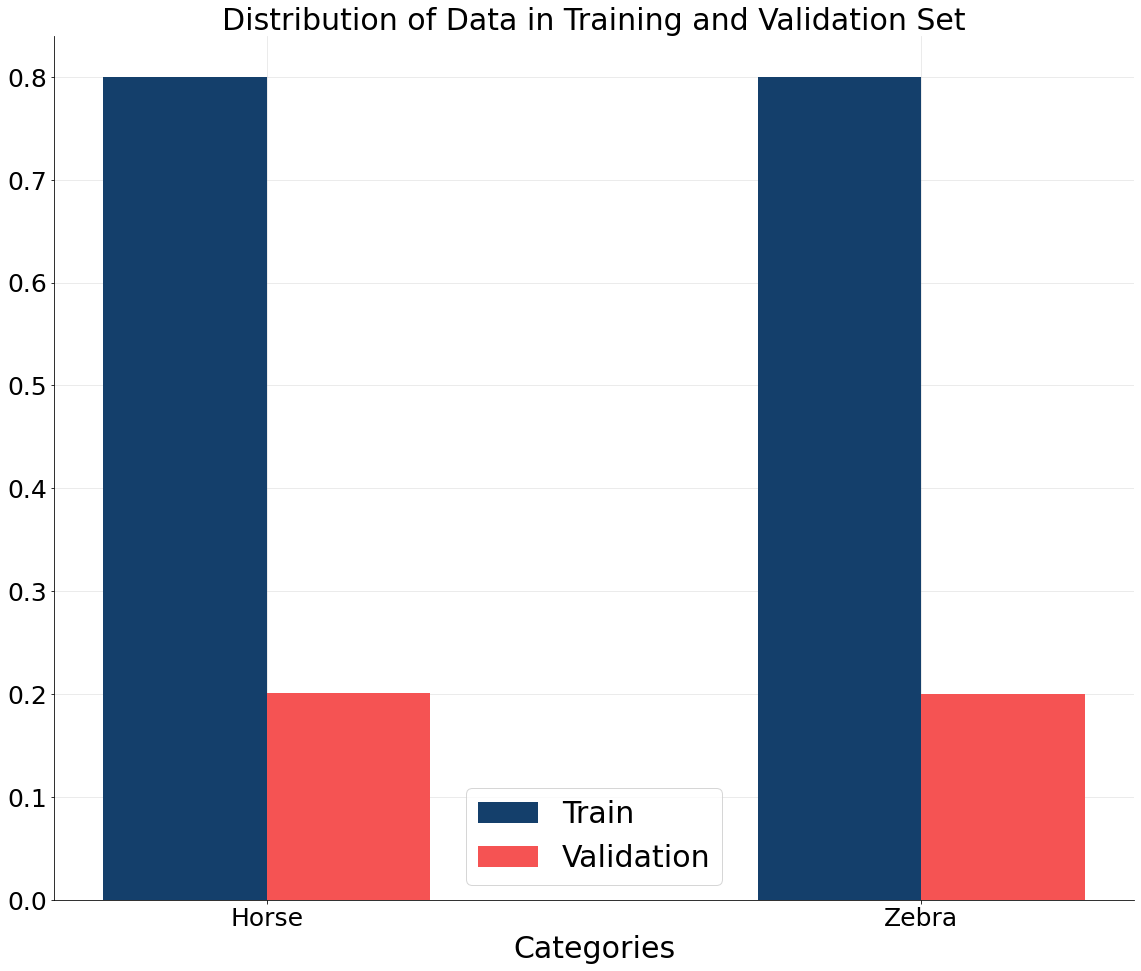 Distribution of Data in Training and Validation Set
0.8
0.7
0.6
0.5
0.4
0.3
0.2
0.1
0.0
Train
Validation
Horse Zebra
Categories